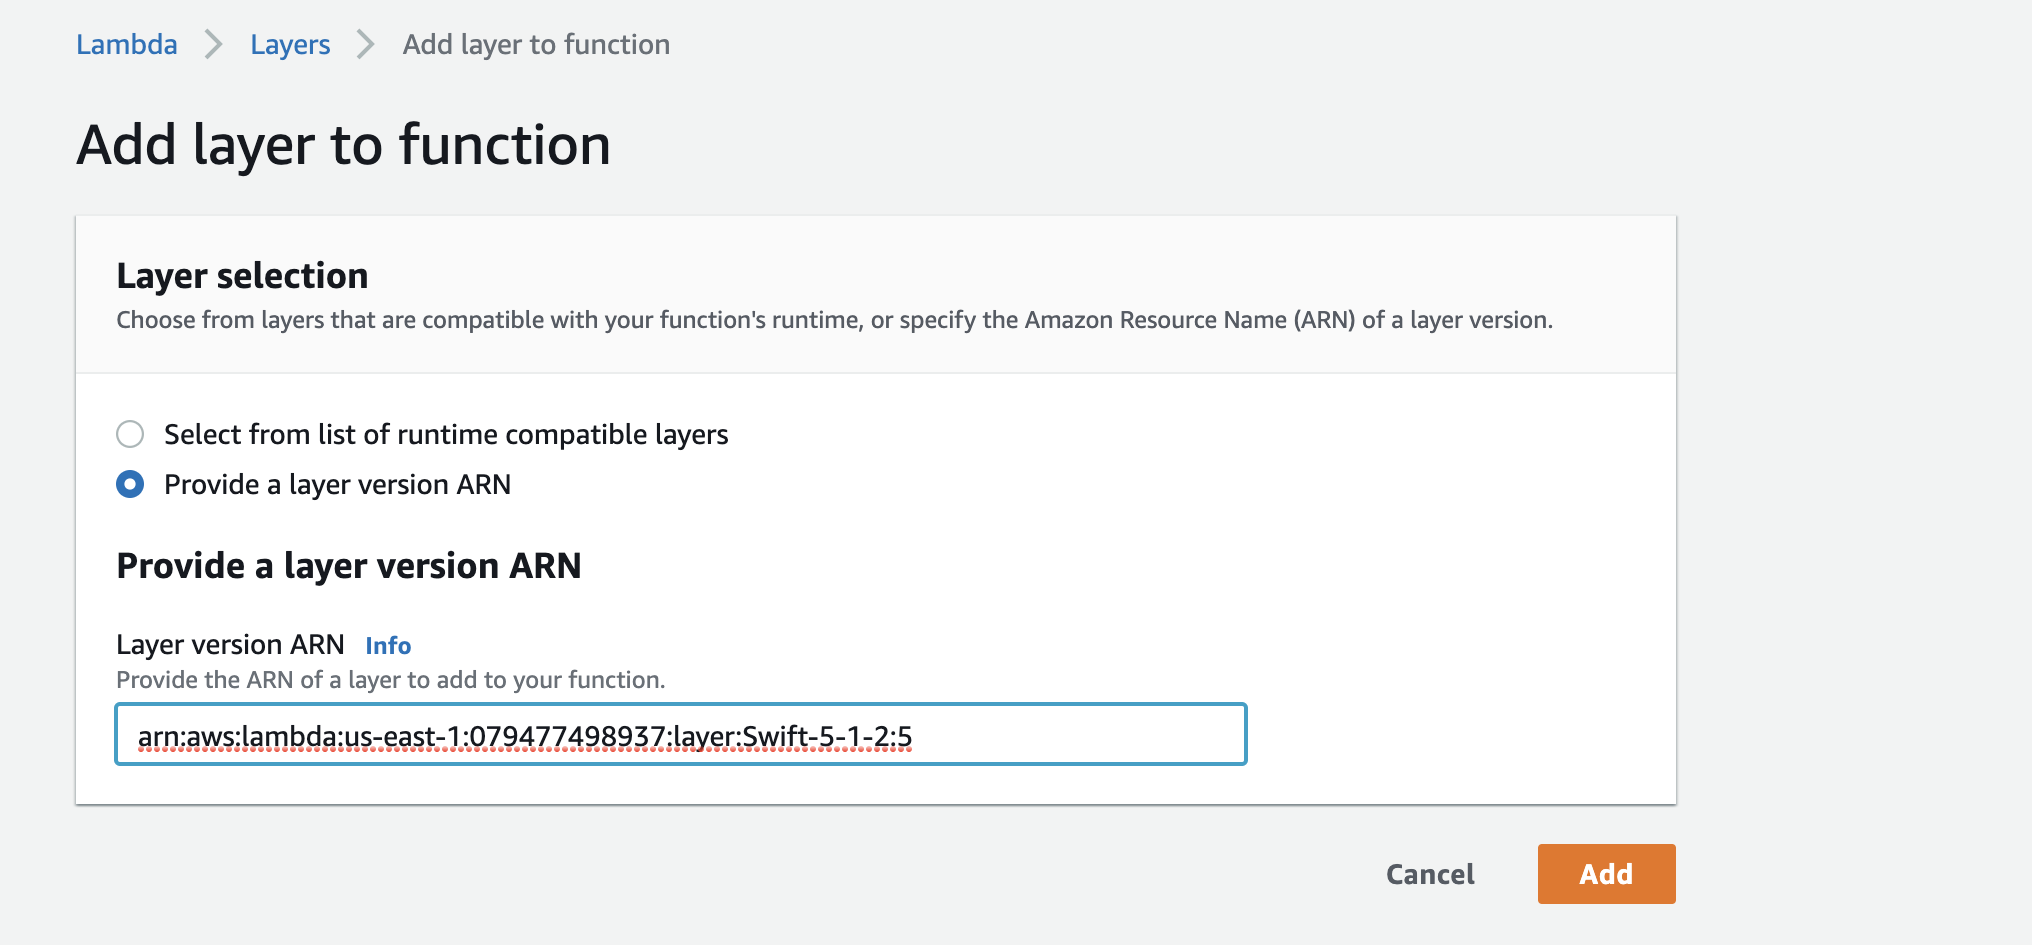 Lambda > Layers > Add layer to function
Add layer to function
Layer selection
Choose from layers that are compatible with your function's runtime, or specify the Amazon Resource Name (ARN) of a layer version.
Select from list of runtime compatible layers
Provide a layer version ARN
Provide a layer version ARN
Layer version ARN Info
Provide the ARN of a layer to add to your function.
arn:aws:lambda:us-east-1:079477498937:layer:Swift-5-1-2:5
Cancel Add